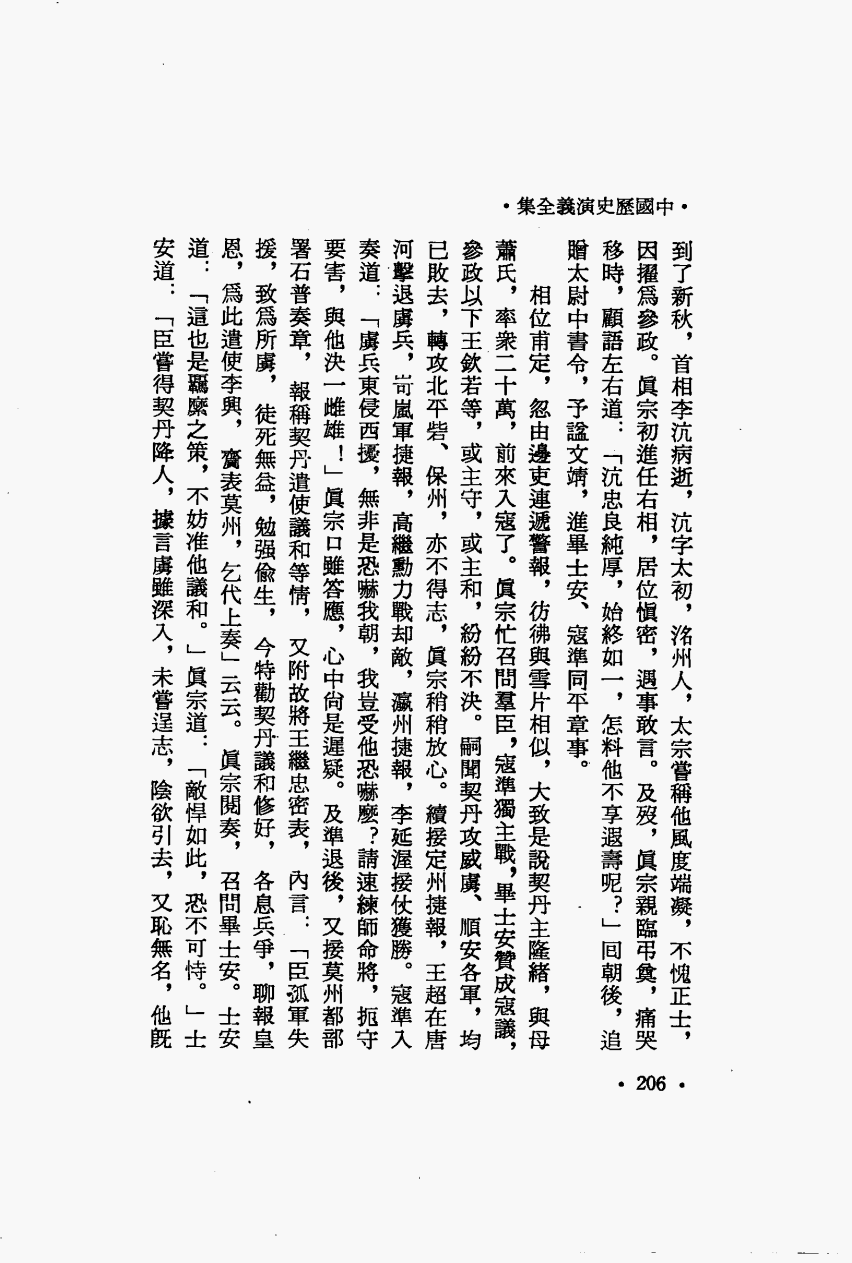 •中國歷史演義全集•
到了新秋，首相李沆病逝，沆字太初，洺州人，太宗嘗稱他風度端凝，不愧正士，
因擢爲參政。眞宗初進任右相，居位愼密，遇事敢言。及歿，眞宗親臨弔奠，痛哭
移時，顧語左右道：「沆忠良純厚，始終如一，怎料他不享遐壽呢？」回朝後，追
贈太尉中書令，予諡文靖，進畢士安、寇準同平章事。
相位甫定，忽由邊吏連遞警報，彷彿與雪片相似，大致是說契丹主隆緒，與母
蕭氏，率衆二十萬，前來入寇了。眞宗忙召問羣臣，寇準獨主戰，畢士安贊成寇議，
參政以下王欽若等，或主守，或主和，紛紛不決。嗣聞契丹攻威虜、順安各軍，均
已敗去，轉攻北平砦、保州，亦不得志，眞宗稍稍放心。續接定州捷報，王超在唐
河擊退虜兵，岢嵐軍捷報，高繼勳力戰却敵，瀛州捷報，李延渥接仗獲勝。寇準入
奏道：「虜兵東侵西擾，無非是恐嚇我朝，我豈受他恐嚇麼？請速練師命將，扼守
要害，與他決一雌雄！」眞宗口雖答應，心中尙是遲疑。及準退後，又接莫州都部
署石普奏章，報稱契丹遣使議和等情，又附故將王繼忠密表，內言：「臣孤軍失
援，致爲所虜，徒死無益，勉强偸生，今特勸契丹議和修好，各息兵爭，聊報皇
恩，爲此遣使李興，齎表莫州，乞代上奏」云云。眞宗閱奏，召問畢士安。士安
道：「這也是羈縻之策，不妨准他議和。」眞宗道：「敵悍如此，恐不可恃。」士
安道：「臣嘗得契丹降人，據言虜雖深入，未嘗逞志，陰欲引去，又恥無名，他旣
•206•